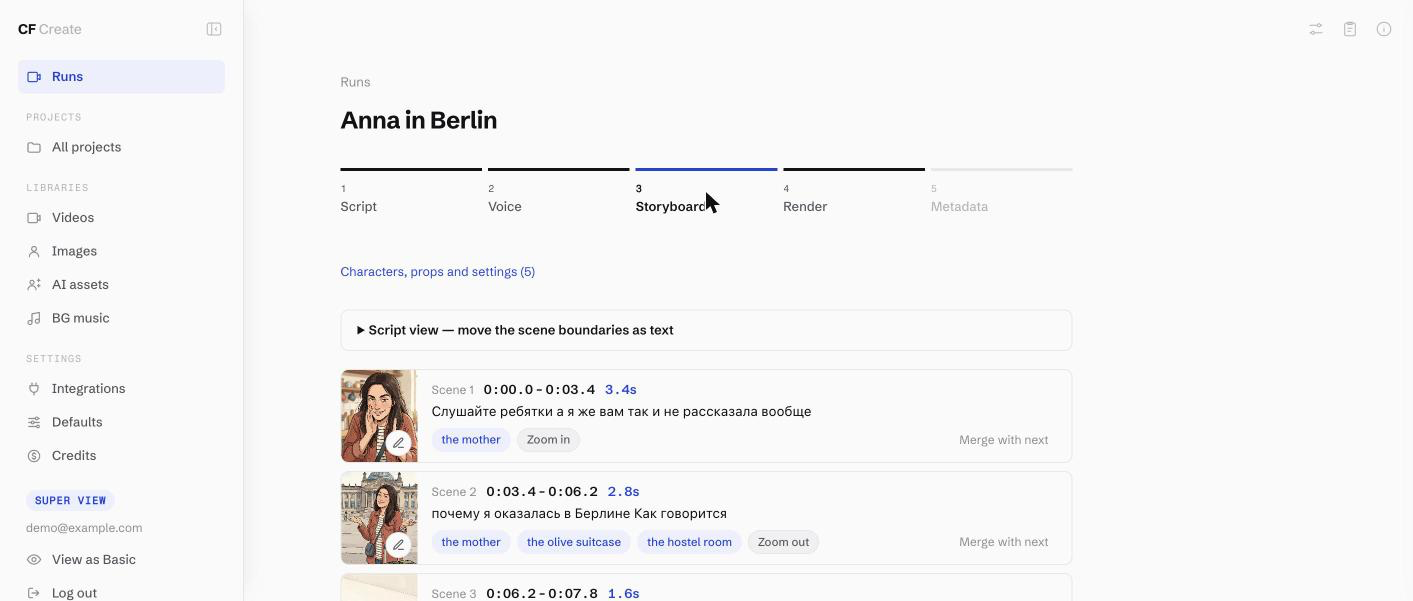 CF Create
Runs
PROJECTS
All projects
LIBRARIES
Videos
Images
AI assets
BG music
SETTINGS
Integrations
Defaults
Credits
SUPER VIEW
demo@example.com
View as Basic
Log out
Runs
Anna in Berlin
1
Script
2
Voice
3
Storyboard
4
Render
5
Metadata
Characters, props and settings (5)
Script view — move the scene boundaries as text
Scene 1 0:00.0 – 0:03.4 3.4s
Слушайте ребятки а я же вам так и не рассказала вообще
the mother Zoom in Merge with next
Scene 2 0:03.4 – 0:06.2 2.8s
почему я оказалась в Берлине Как говорится
the mother the olive suitcase the hostel room Zoom out Merge with next
Scene 3 0:06.2 – 0:07.8 1.6s